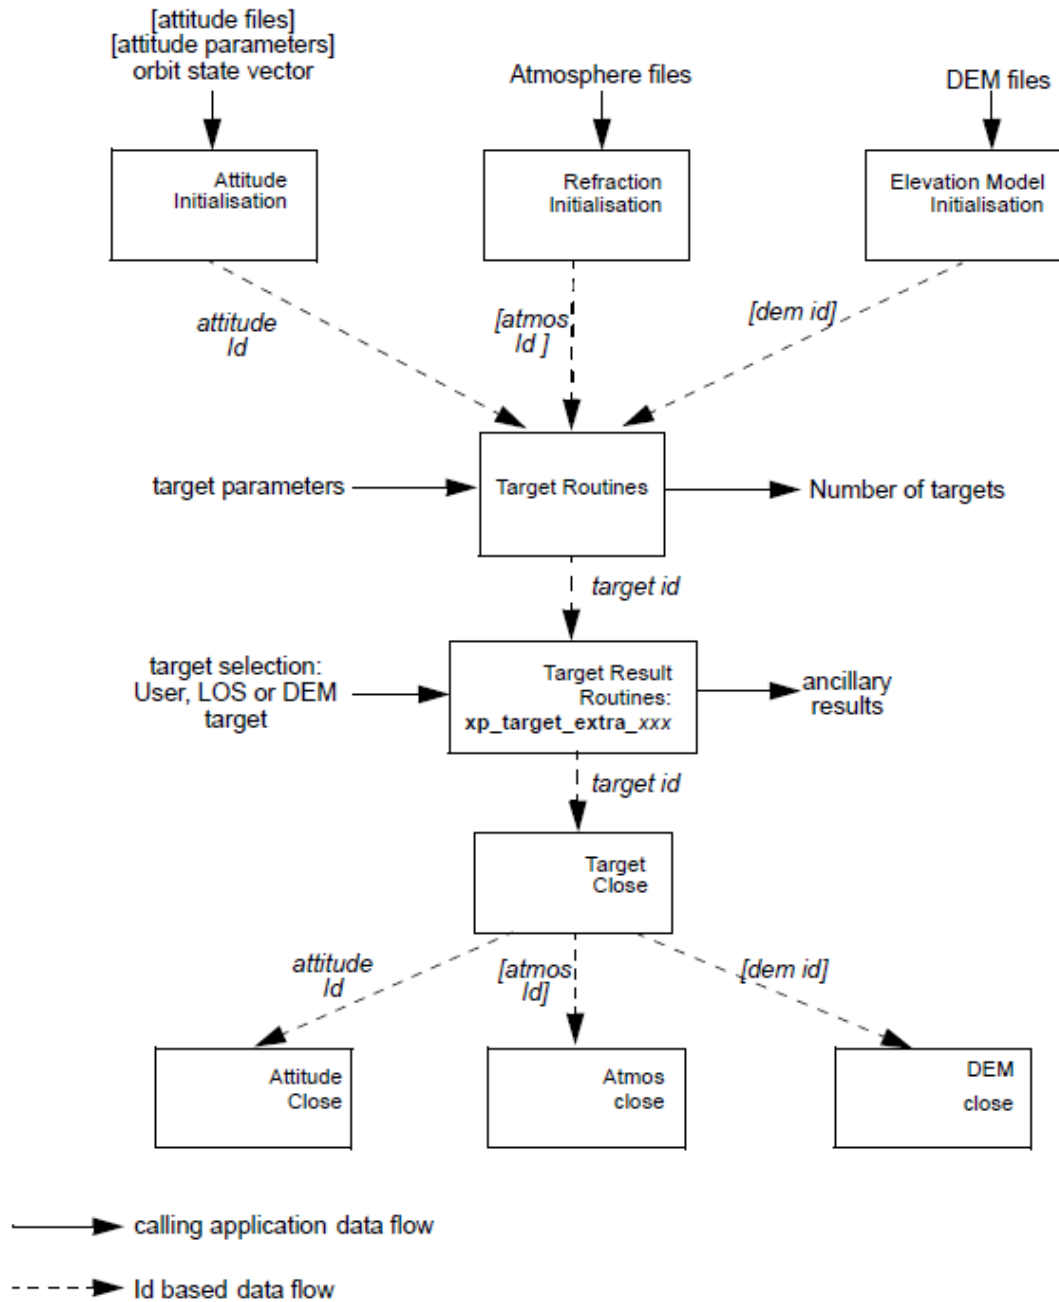 [attitude files]
[attitude parameters]
orbit state vector
Atmosphere files
DEM files
Attitude
Initialisation
Refraction
Initialisation
Elevation Model
Initialisation
attitude
Id
[atmos
Id ]
[dem id]
target parameters
Target Routines
Number of targets
target id
target selection:
User, LOS or DEM
target
Target Result
Routines:
xp_target_extra_xxx
ancillary
results
target id
Target
Close
attitude
Id
[atmos
Id]
[dem id]
Attitude
Close
Atmos
close
DEM
close
calling application data flow
Id based data flow